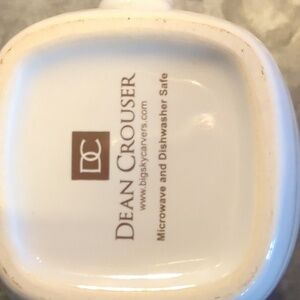 DC
DEAN CROUSER
www.bigskycarvers.com
Microwave and Dishwasher Safe